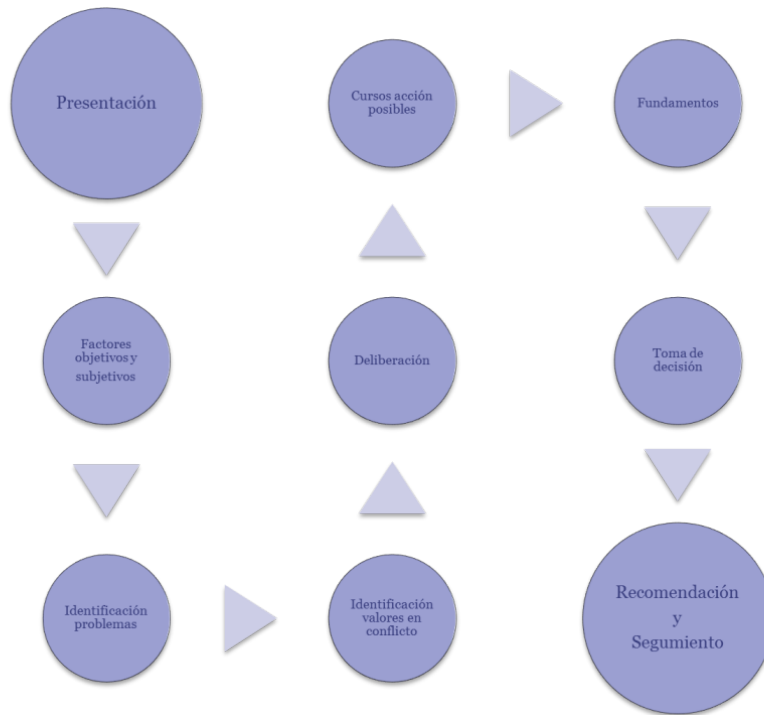 Presentación
Factores
objetivos y
subjetivos
Identificación
problemas
Identificación
valores en
conflicto
Deliberación
Cursos acción
posibles
Fundamentos
Toma de
decisión
Recomendación
y
Segumiento